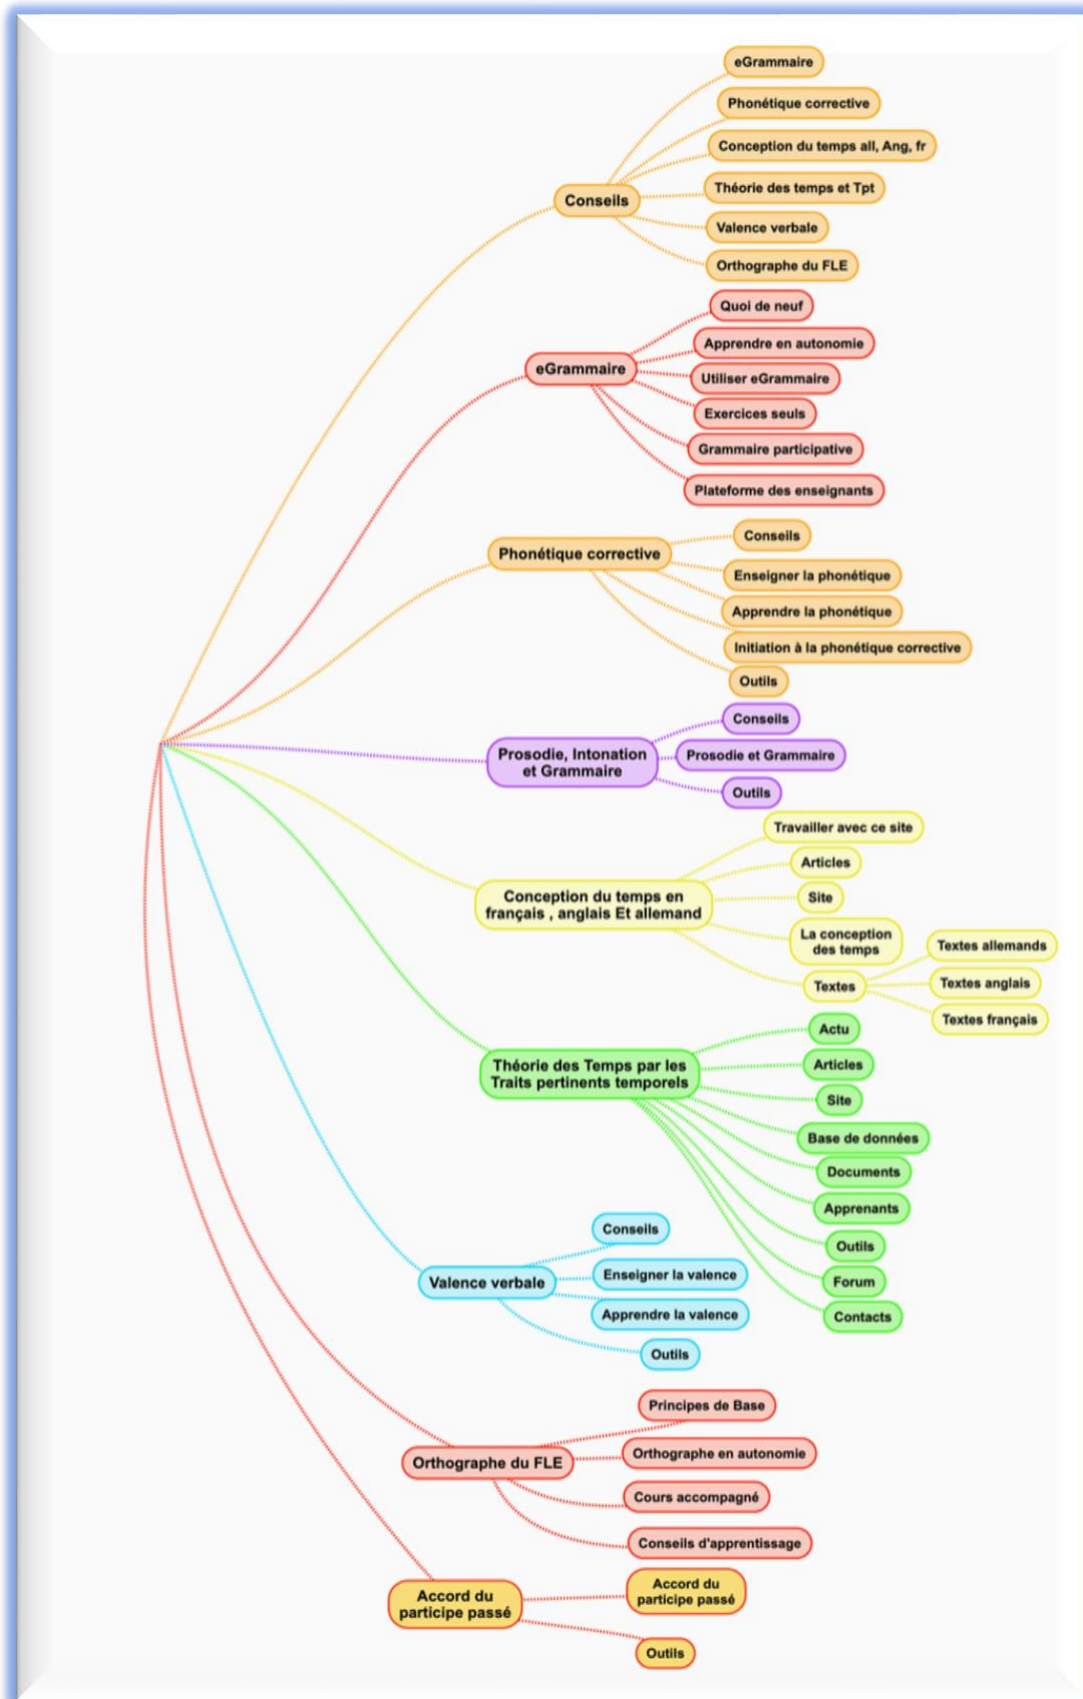 Conseils
eGrammaire
Phonétique corrective
Conception du temps all, Ang, fr
Théorie des temps et Tpt
Valence verbale
Orthographe du FLE
eGrammaire
Quoi de neuf
Apprendre en autonomie
Utiliser eGrammaire
Exercices seuls
Grammaire participative
Plateforme des enseignants
Phonétique corrective
Conseils
Enseigner la phonétique
Apprendre la phonétique
Initiation à la phonétique corrective
Outils
Prosodie, Intonation
et Grammaire
Conseils
Prosodie et Grammaire
Outils
Conception du temps en
français , anglais Et allemand
Travailler avec ce site
Articles
Site
La conception
des temps
Textes
Textes allemands
Textes anglais
Textes français
Théorie des Temps par les
Traits pertinents temporels
Actu
Articles
Site
Base de données
Documents
Apprenants
Outils
Forum
Contacts
Valence verbale
Conseils
Enseigner la valence
Apprendre la valence
Outils
Orthographe du FLE
Principes de Base
Orthographe en autonomie
Cours accompagné
Conseils d'apprentissage
Accord du
participe passé
Accord du
participe passé
Outils